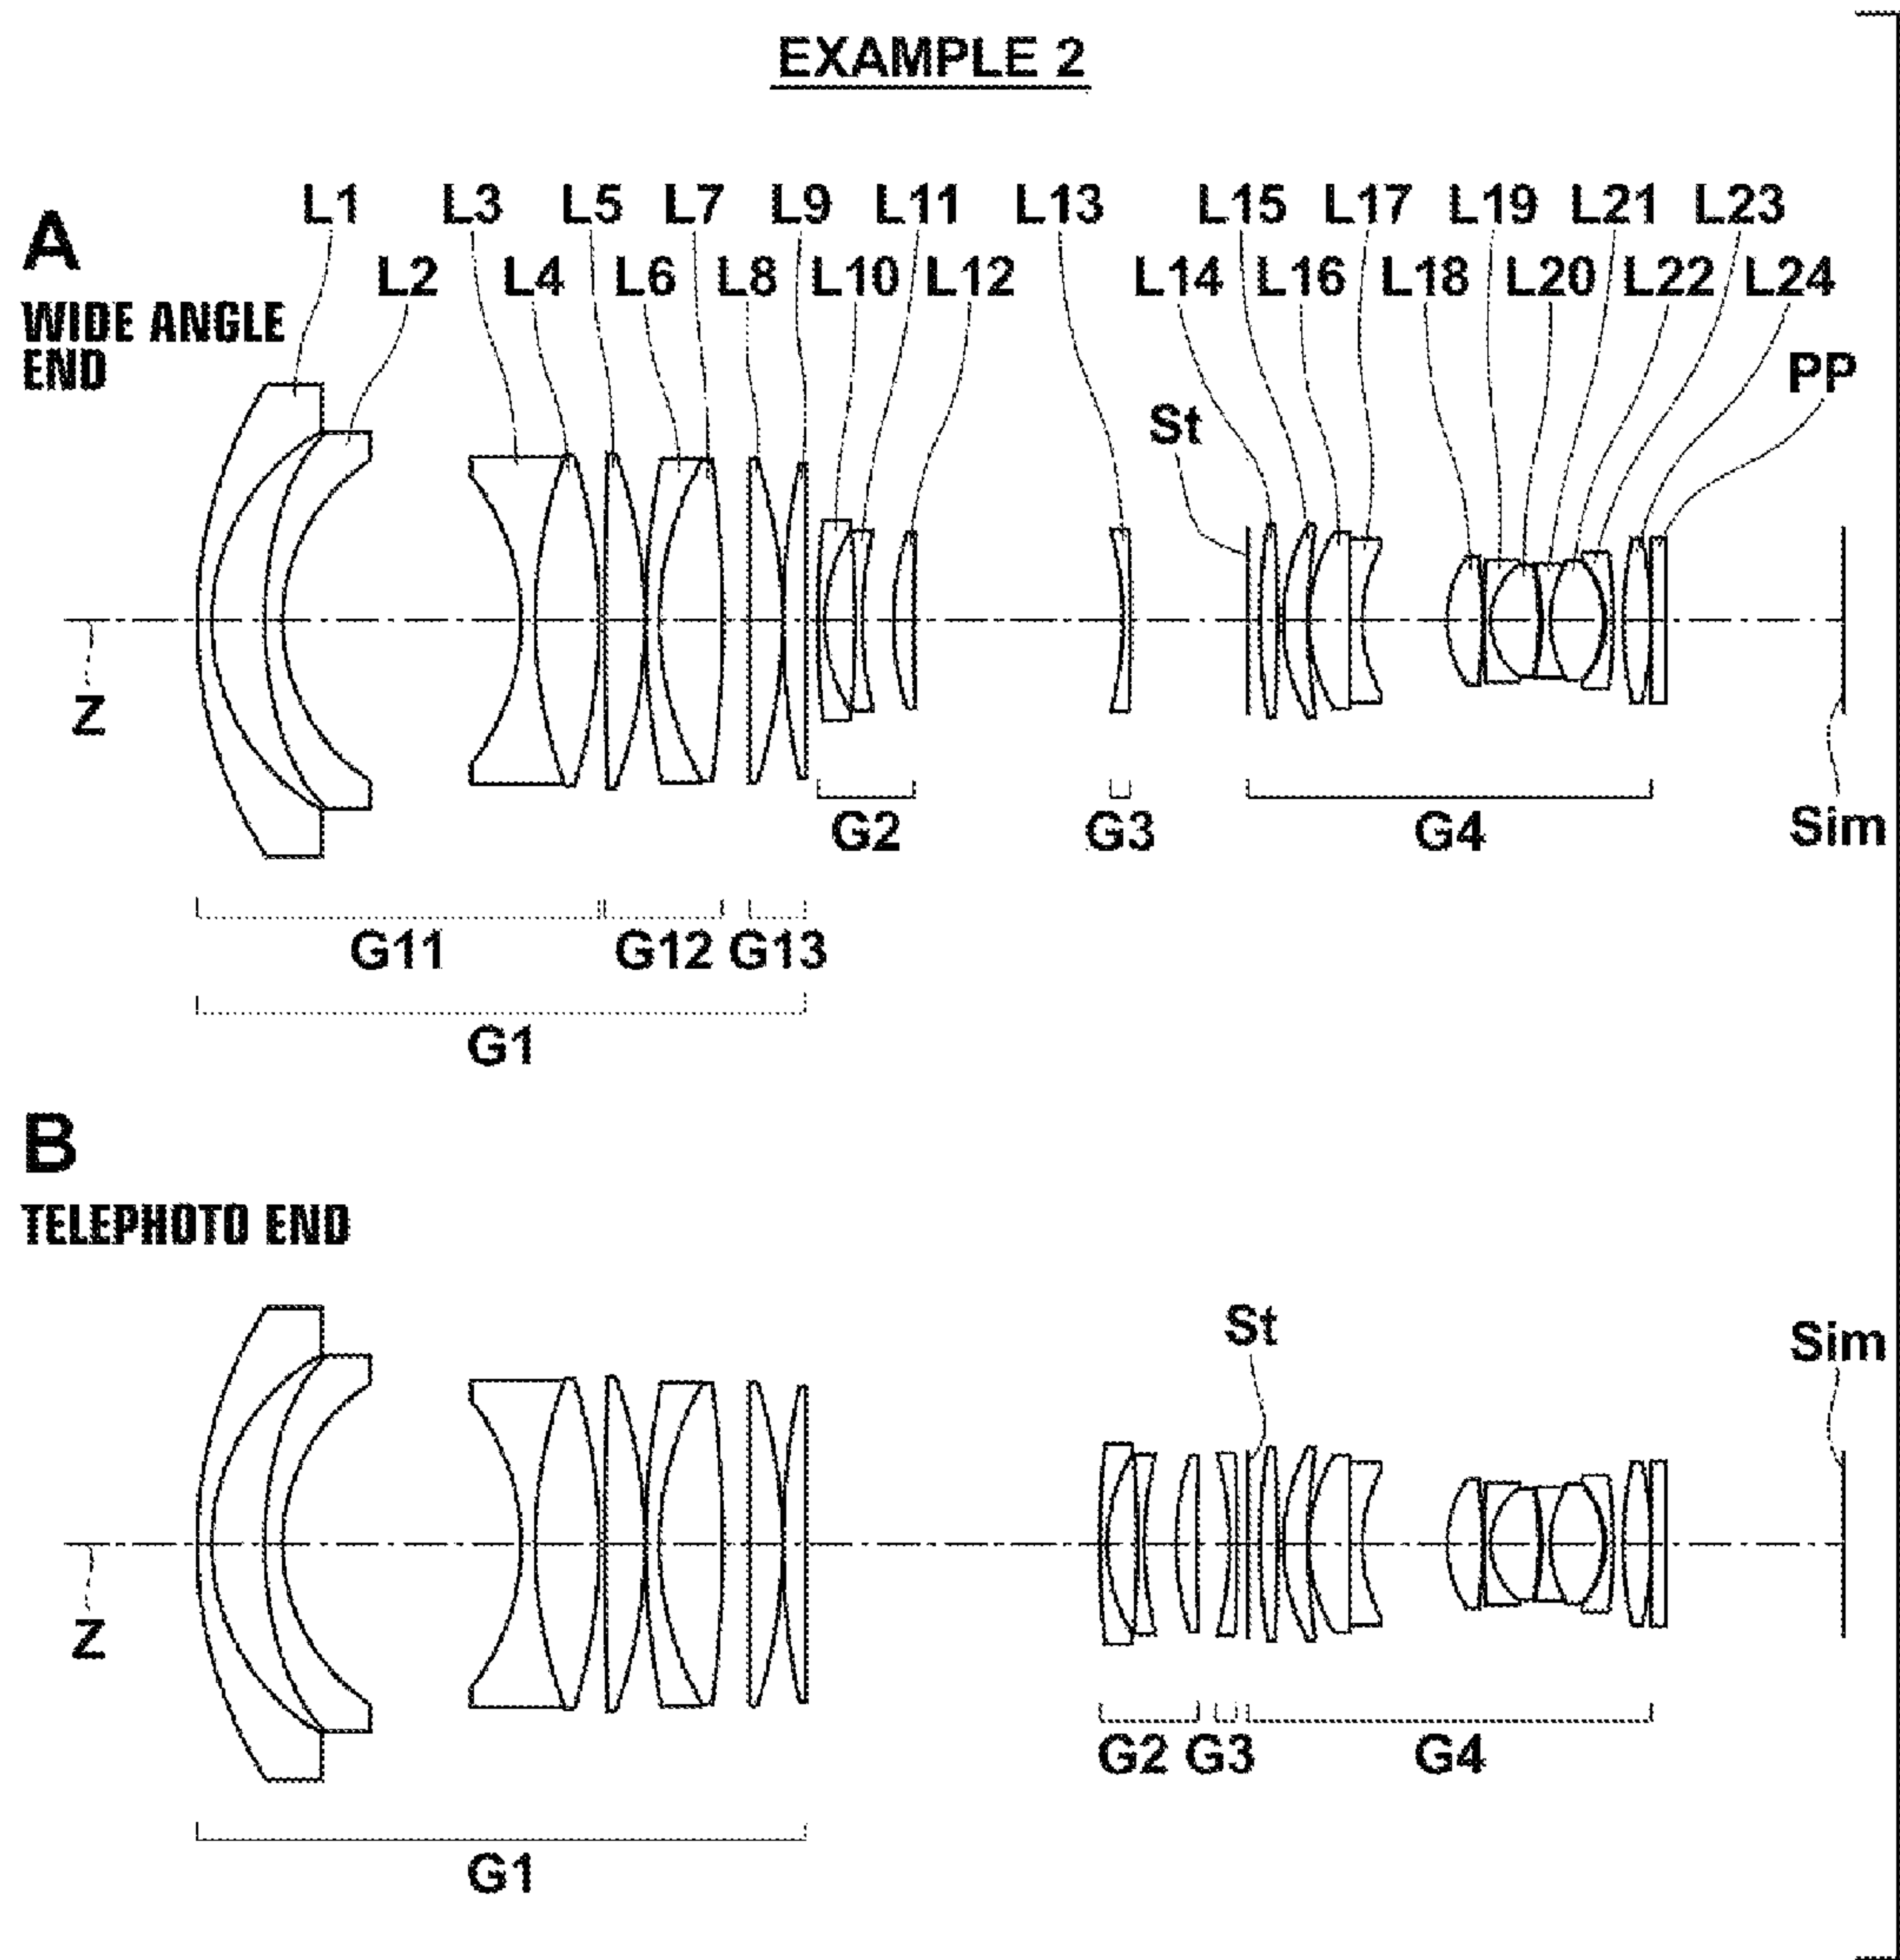 EXAMPLE 2
A
WIDE ANGLE
END
L1 L3 L5 L7 L9 L11 L13 L15 L17 L19 L21 L23
L2 L4 L6 L8 L10 L12 L14 L16 L18 L20 L22 L24
St
PP
Z
G2 G3 G4 Sim
G11 G12 G13
G1
B
TELEPHOTO END
St Sim
Z
G2 G3 G4
G1